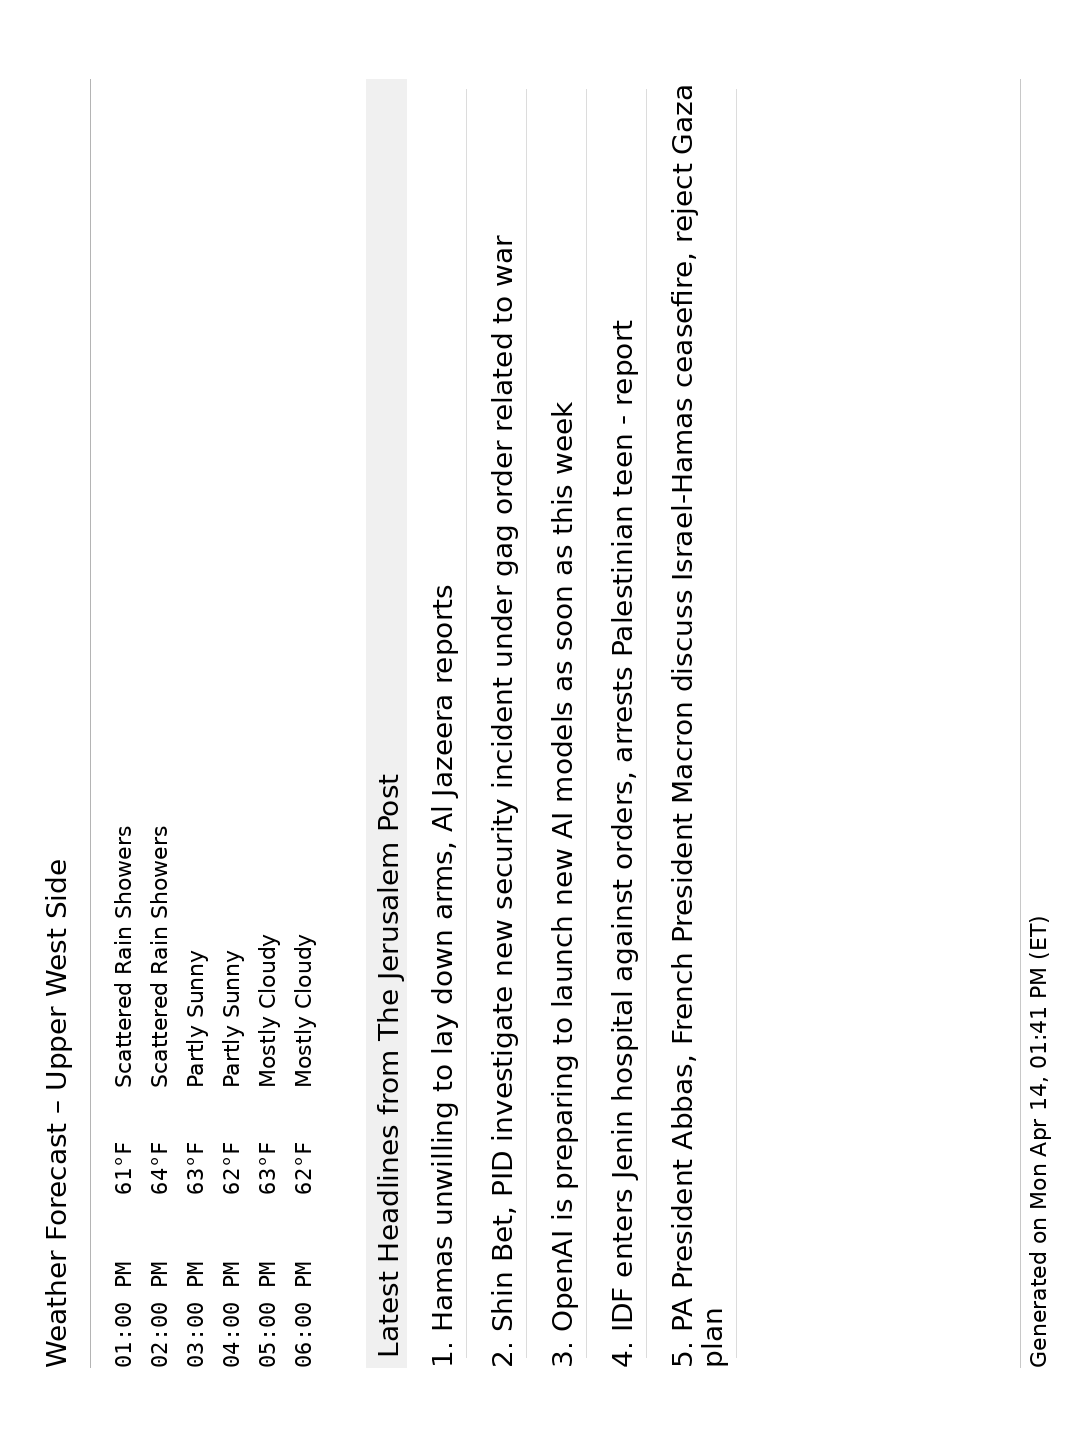 Weather Forecast – Upper West Side
01:00 PM 61°F Scattered Rain Showers
02:00 PM 64°F Scattered Rain Showers
03:00 PM 63°F Partly Sunny
04:00 PM 62°F Partly Sunny
05:00 PM 63°F Mostly Cloudy
06:00 PM 62°F Mostly Cloudy
Latest Headlines from The Jerusalem Post
1. Hamas unwilling to lay down arms, Al Jazeera reports
2. Shin Bet, PID investigate new security incident under gag order related to war
3. OpenAI is preparing to launch new AI models as soon as this week
4. IDF enters Jenin hospital against orders, arrests Palestinian teen - report
5. PA President Abbas, French President Macron discuss Israel-Hamas ceasefire, reject Gaza
plan
Generated on Mon Apr 14, 01:41 PM (ET)